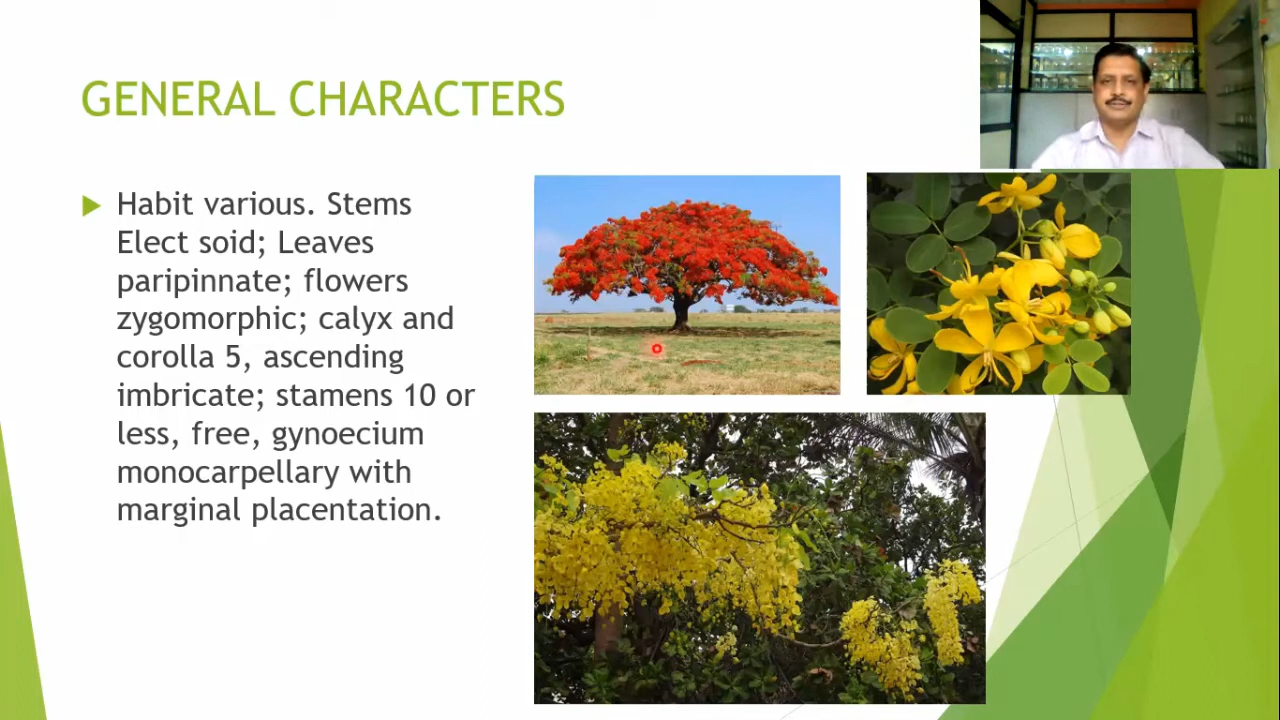 GENERAL CHARACTERS
Habit various. Stems
Elect soid; Leaves
paripinnate; flowers
zygomorphic; calyx and
corolla 5, ascending
imbricate; stamens 10 or
less, free, gynoecium
monocarpellary with
marginal placentation.